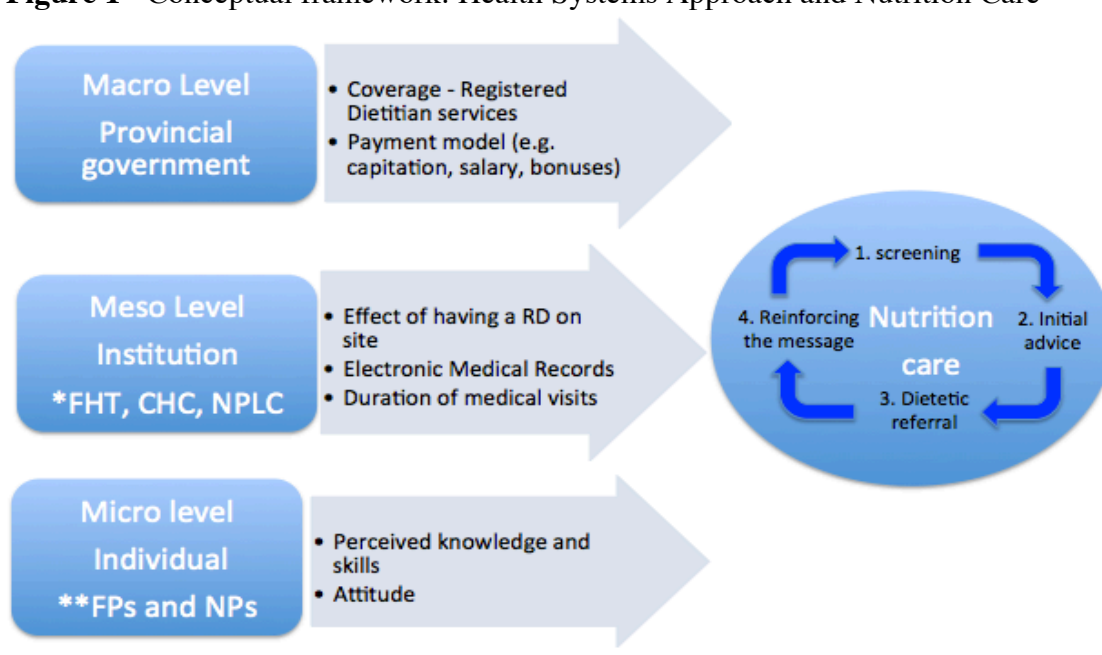 Figure 1 - Conceptual framework: Health Systems Approach and Nutrition Care
Macro Level
Provincial
government
• Coverage - Registered
Dietitian services
• Payment model (e.g.
capitation, salary, bonuses)
Meso Level
Institution
*FHT, CHC, NPLC
• Effect of having a RD on
site
• Electronic Medical Records
• Duration of medical visits
Micro level
Individual
**FPs and NPs
• Perceived knowledge and
skills
• Attitude
1. screening
2. Initial
advice
3. Dietetic
referral
4. Reinforcing
the message
Nutrition
care